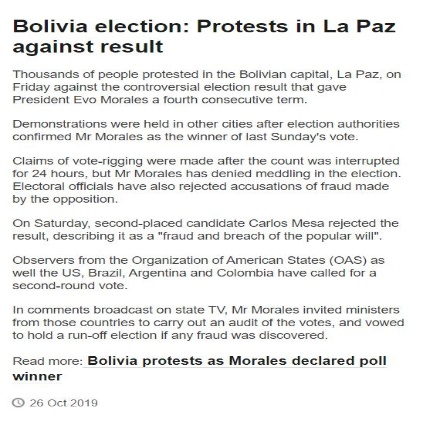 Bolivia election: Protests in La Paz
against result
Thousands of people protested in the Bolivian capital, La Paz, on
Friday against the controversial election result that gave
President Evo Morales a fourth consecutive term.
Demonstrations were held in other cities after election authorities
confirmed Mr Morales as the winner of last Sunday's vote.
Claims of vote-rigging were made after the count was interrupted
for 24 hours, but Mr Morales has denied meddling in the election.
Electoral officials have also rejected accusations of fraud made
by the opposition.
On Saturday, second-placed candidate Carlos Mesa rejected the
result, describing it as a "fraud and breach of the popular will".
Observers from the Organization of American States (OAS) as
well the US, Brazil, Argentina and Colombia have called for a
second-round vote.
In comments broadcast on state TV, Mr Morales invited ministers
from those countries to carry out an audit of the votes, and vowed
to hold a run-off election if any fraud was discovered.
Read more: Bolivia protests as Morales declared poll
winner
26 Oct 2019